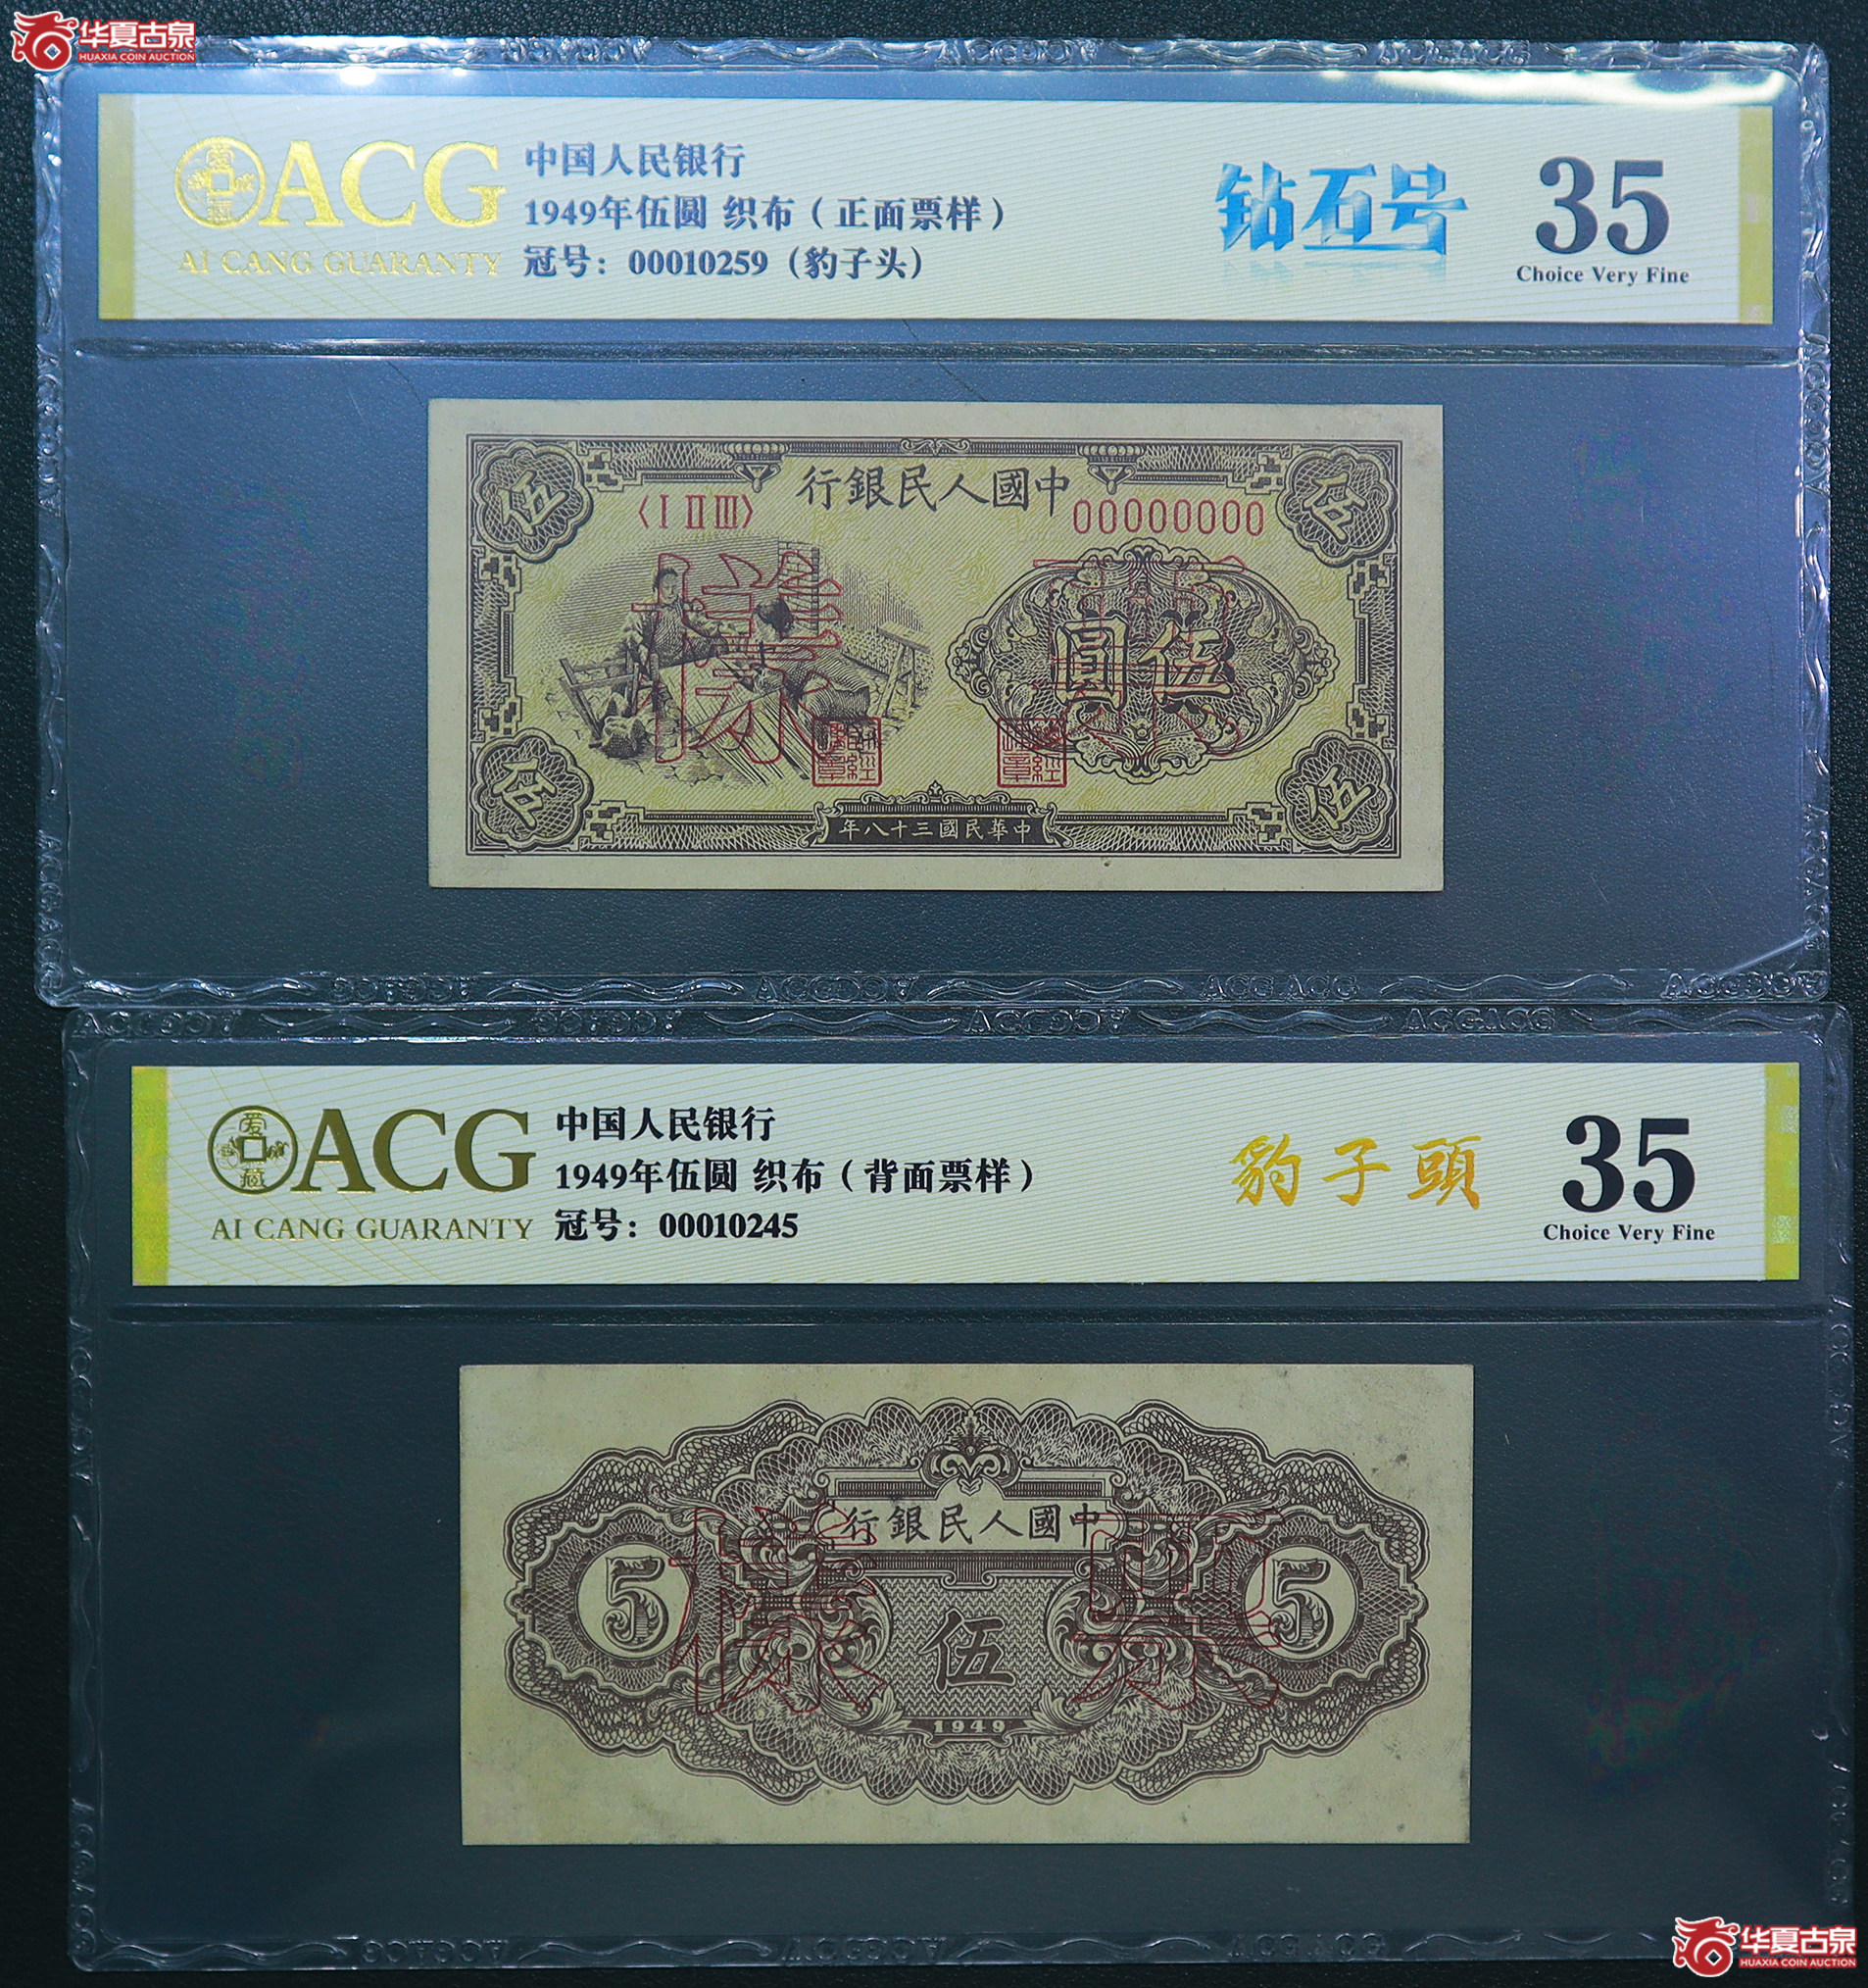 华夏古泉
HUAXIA COIN AUCTION
ACG
AI CANG GUARANTY
中国人民银行
1949年伍圆 织布（正面票样）
冠号：00010259（豹子头）
钻石号
35
Choice Very Fine
伍
行銀民人國中
伍
〈I II III〉
00000000
樣
票
圓伍
伍
年八十三國民華中
伍
爱
藏
ACG
AI CANG GUARANTY
中国人民银行
1949年伍圆 织布（背面票样）
冠号：00010245
豹子頭
35
Choice Very Fine
行銀民人國中
樣
票
5
伍
5
1949
华夏古泉
HUAXIA COIN AUCTION